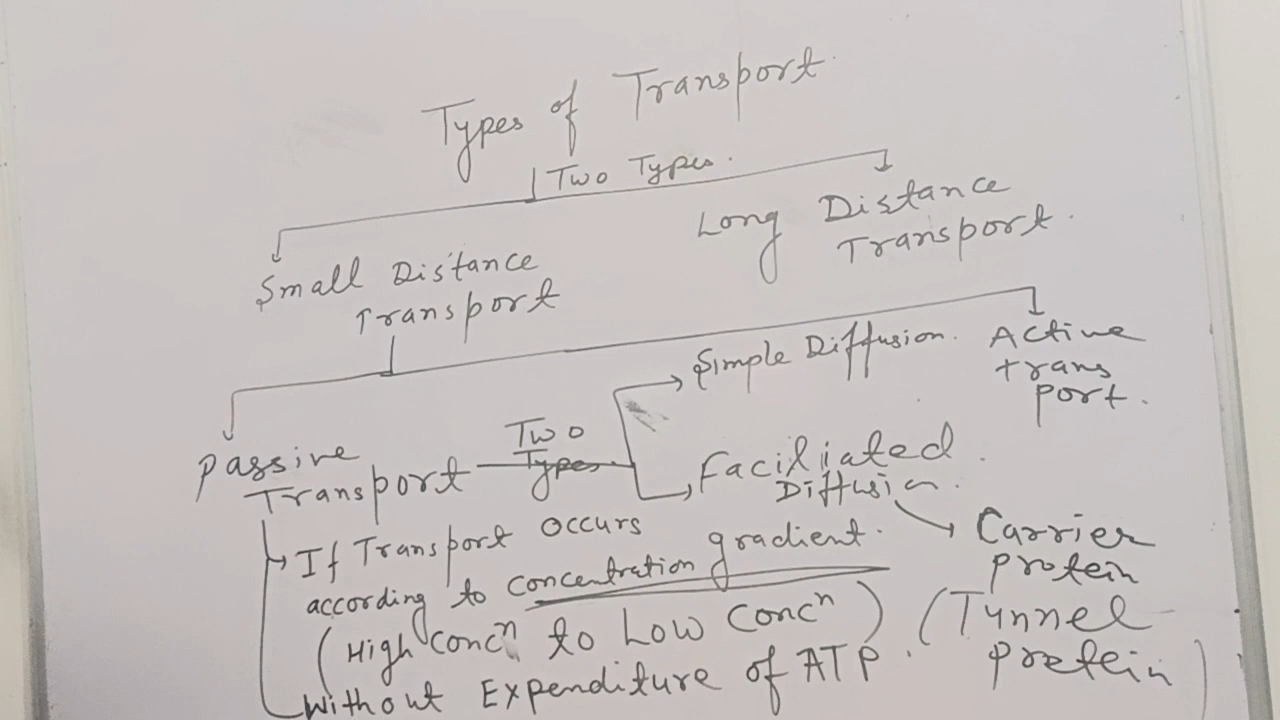 Types of Transport.
Two Types.
Small Distance
Transport
Long Distance
Transport.
Passive
Transport
Two
Types
Simple Diffusion.
Faciliated
Diffusion.
Active
trans
port.
Carrier
protein
(Tunnel
protein)
If Transport occurs
according to concentration gradient.
(High concⁿ to Low concⁿ)
Without Expenditure of ATP.